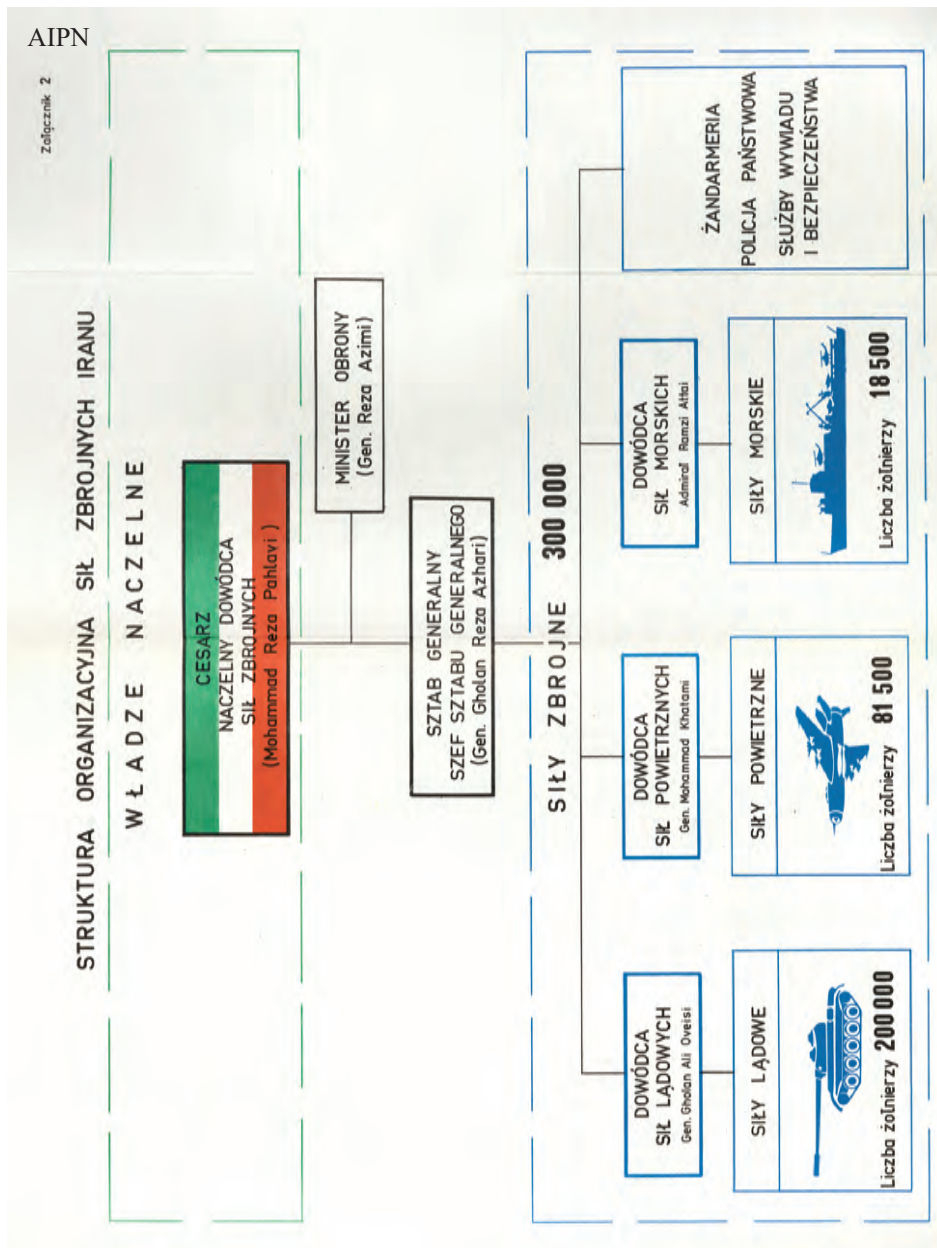 AIPN
Załącznik 2
STRUKTURA ORGANIZACYJNA SIŁ ZBROJNYCH IRANU
WŁADZE NACZELNE
CESARZ
NACZELNY DOWÓDCA
SIŁ ZBROJNYCH
(Mohammad Reza Pahlavi)
MINISTER OBRONY
(Gen. Reza Azimi)
SZTAB GENERALNY
SZEF SZTABU GENERALNEGO
(Gen. Gholan Reza Azhari)
SIŁY ZBROJNE 300 000
DOWÓDCA
SIŁ LĄDOWYCH
Gen. Gholan Ali Oveisi
SIŁY LĄDOWE
Liczba żołnierzy 200 000
DOWÓDCA
SIŁ POWIETRZNYCH
Gen. Mohammad Khatami
SIŁY POWIETRZNE
Liczba żołnierzy 81 500
DOWÓDCA
SIŁ MORSKICH
Admirał Ramzi Attai
SIŁY MORSKIE
Liczba żołnierzy 18 500
ŻANDARMERIA
POLICJA PAŃSTWOWA
SŁUŻBY WYWIADU
I BEZPIECZEŃSTWA